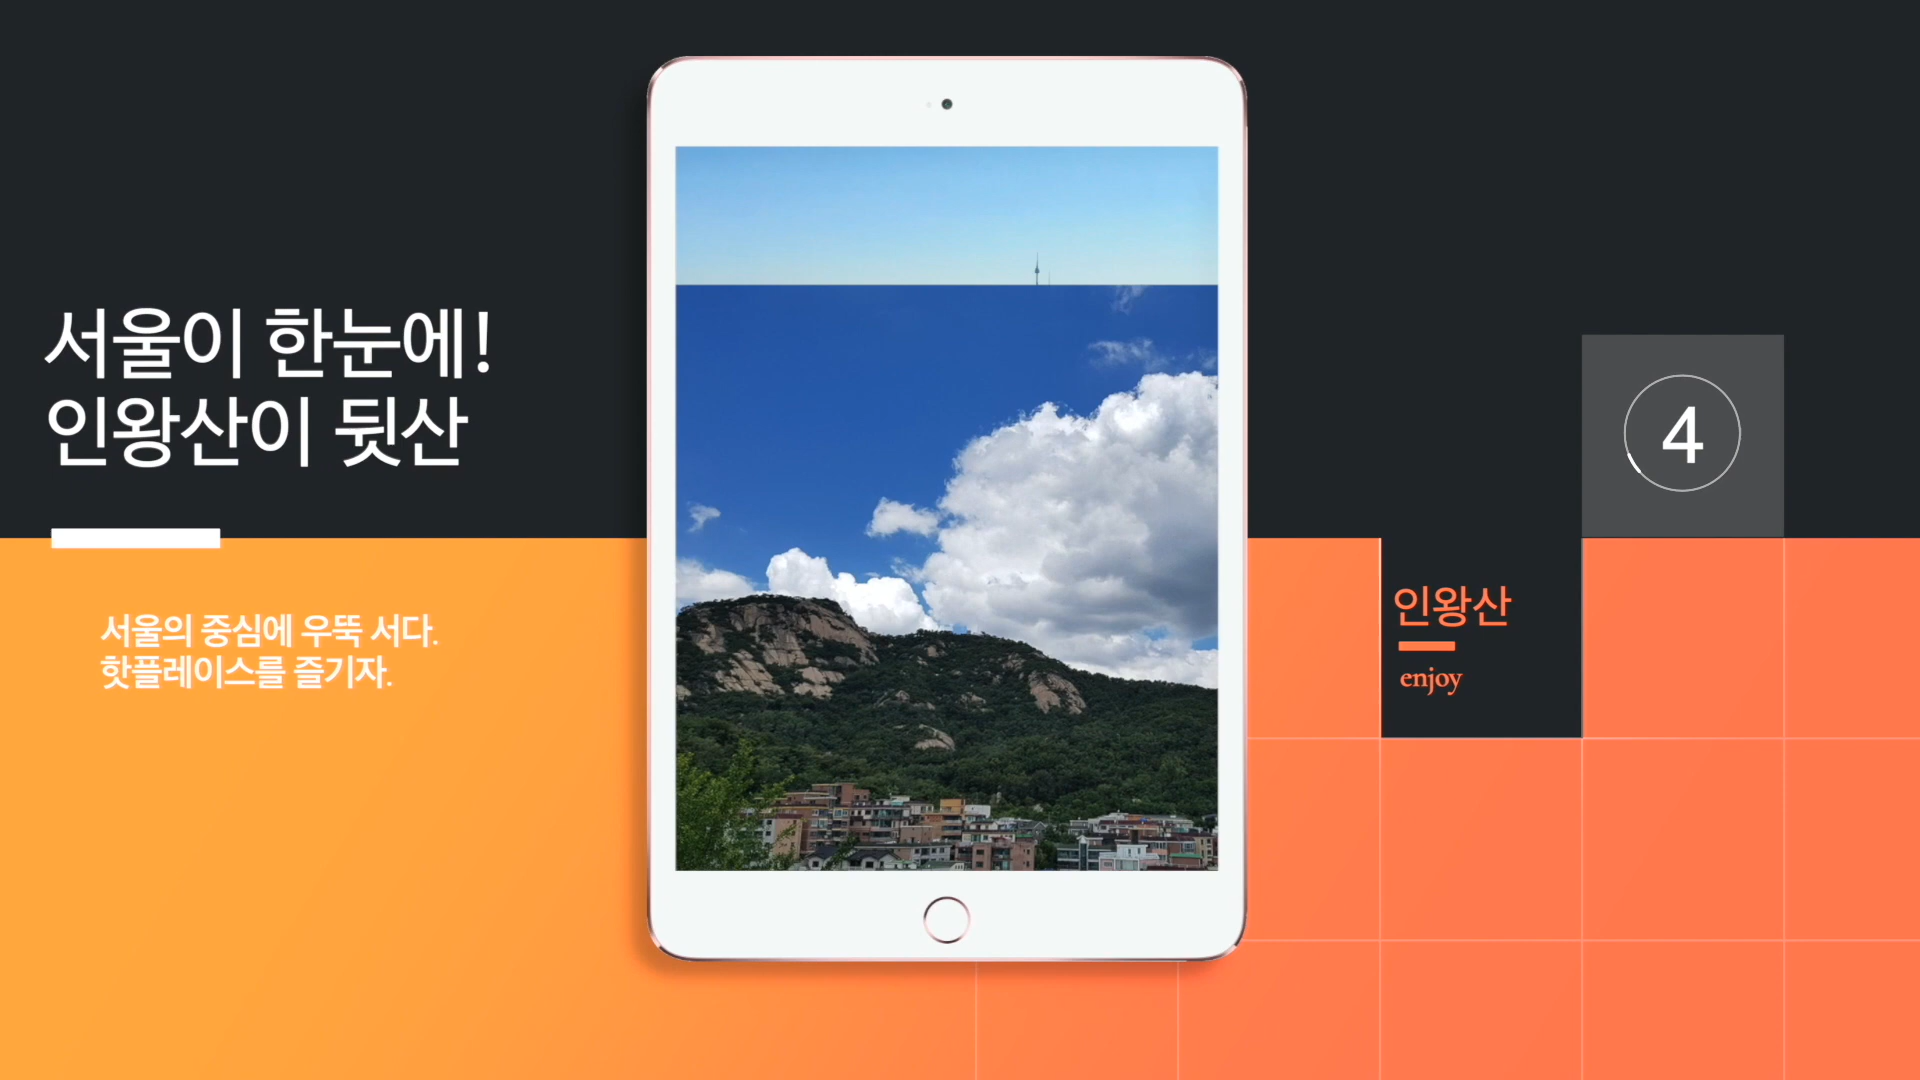 서울이 한눈에!
인왕산이 뒷산
서울의 중심에 우뚝 서다.
핫플레이스를 즐기자.
4
인왕산
enjoy